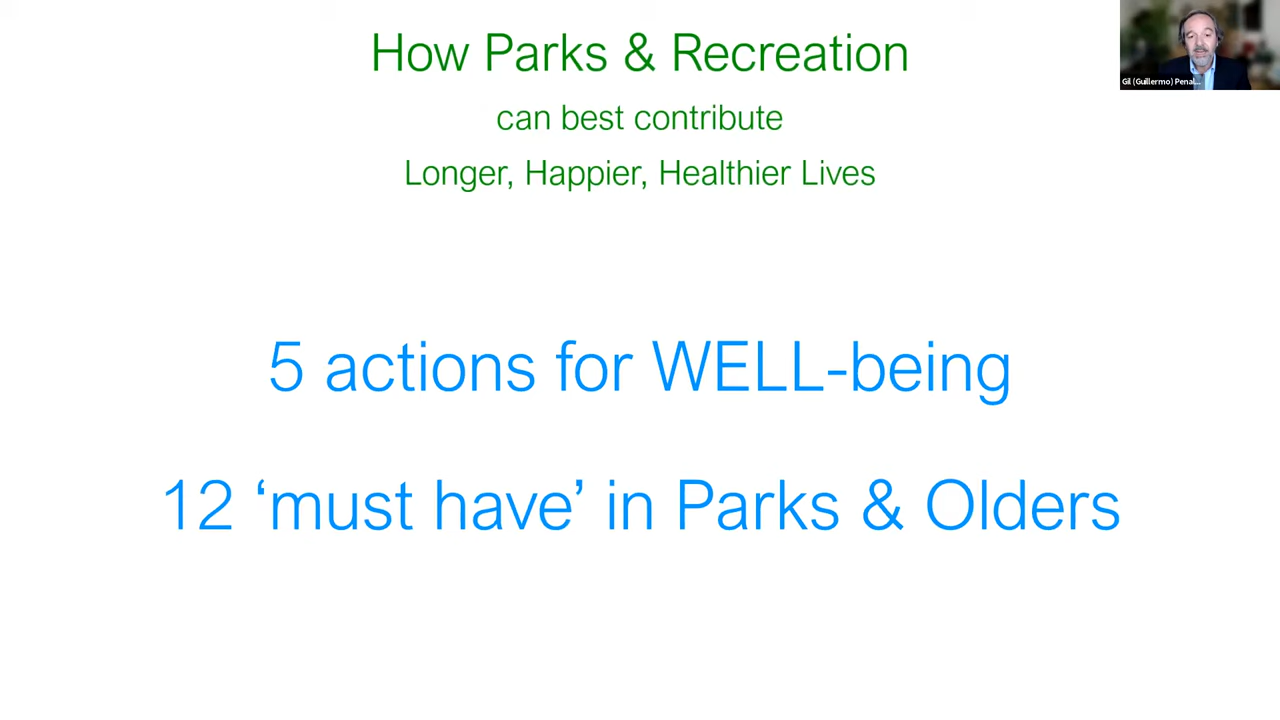 How Parks & Recreation
can best contribute
Longer, Happier, Healthier Lives
5 actions for WELL-being
12 ‘must have’ in Parks & Olders
Gil (Guillermo) Penal...